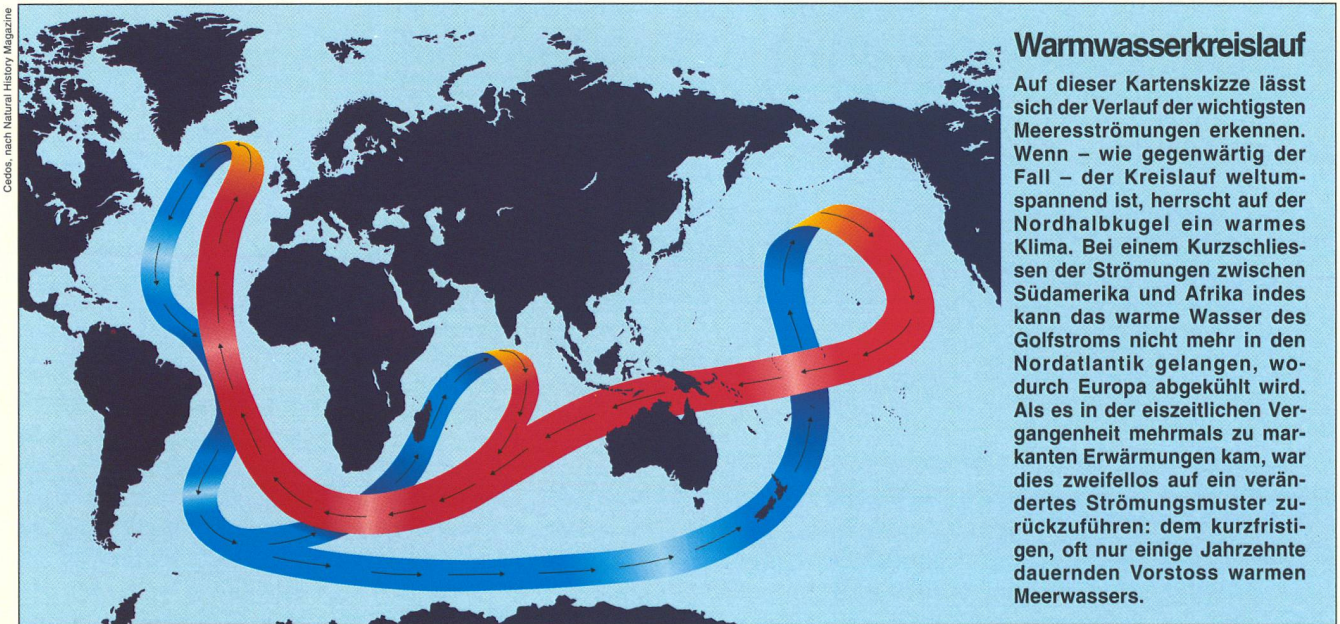 Cedos, nach Natural History Magazine
Warmwasserkreislauf
Auf dieser Kartenskizze lässt
sich der Verlauf der wichtigsten
Meeresströmungen erkennen.
Wenn – wie gegenwärtig der
Fall – der Kreislauf weltum-
spannend ist, herrscht auf der
Nordhalbkugel ein warmes
Klima. Bei einem Kurzschlies-
sen der Strömungen zwischen
Südamerika und Afrika indes
kann das warme Wasser des
Golfstroms nicht mehr in den
Nordatlantik gelangen, wo-
durch Europa abgekühlt wird.
Als es in der eiszeitlichen Ver-
gangenheit mehrmals zu mar-
kanten Erwärmungen kam, war
dies zweifellos auf ein verän-
dertes Strömungsmuster zu-
rückzuführen: dem kurzfristi-
gen, oft nur einige Jahrzehnte
dauernden Vorstoss warmen
Meerwassers.